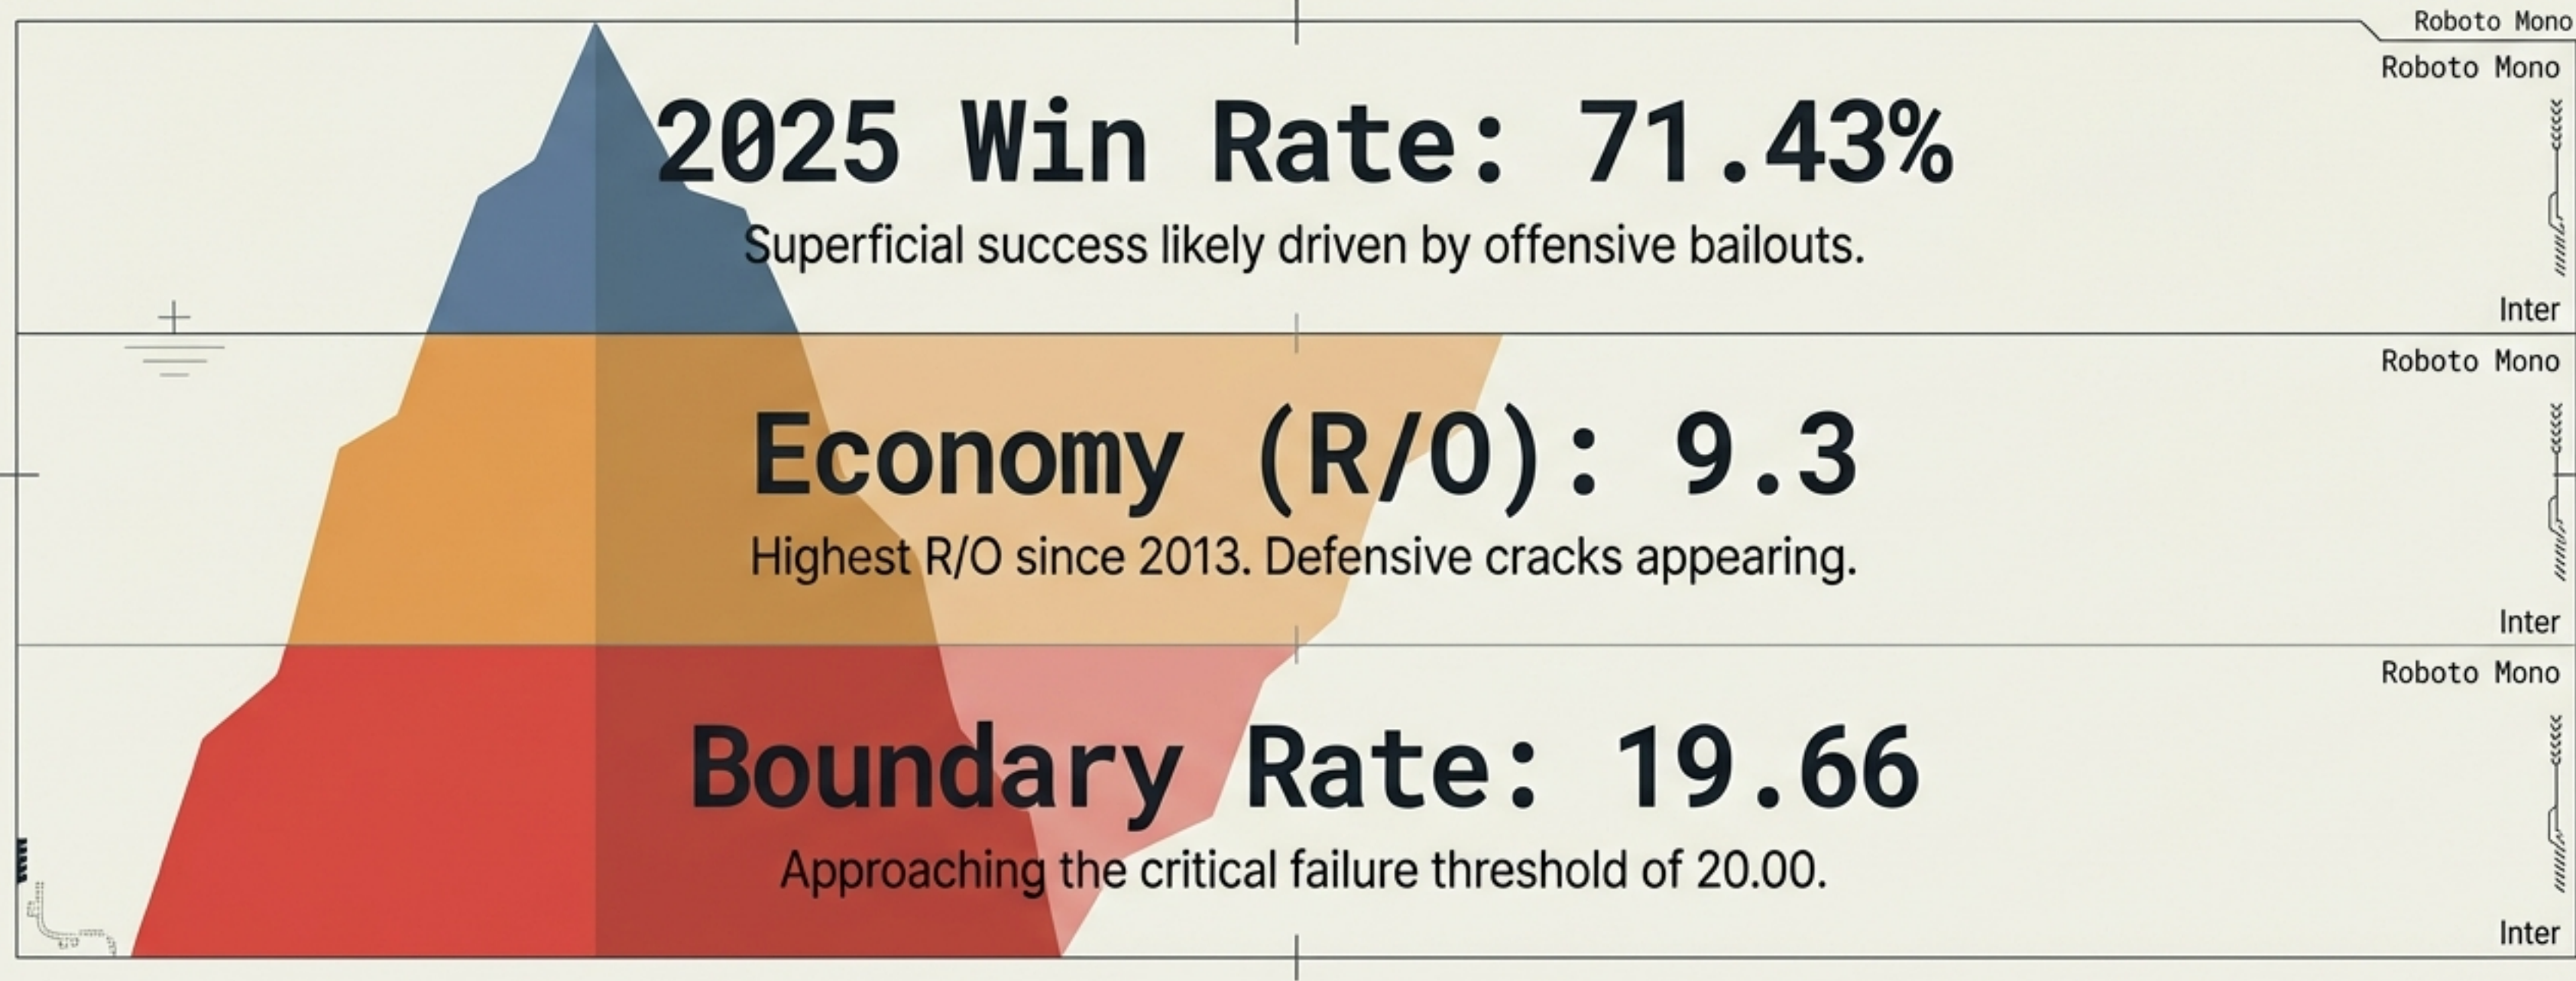 Roboto Mono
Roboto Mono
2025 Win Rate: 71.43%
Superficial success likely driven by offensive bailouts.
Inter
Roboto Mono
Economy (R/O): 9.3
Highest R/O since 2013. Defensive cracks appearing.
Inter
Roboto Mono
Boundary Rate: 19.66
Approaching the critical failure threshold of 20.00.
Inter